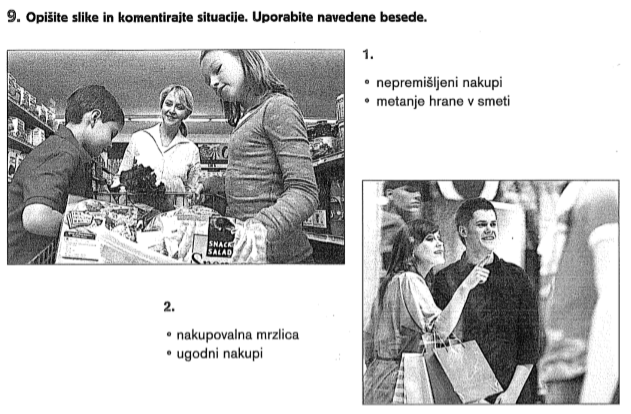 9. Opišite slike in komentirajte situacije. Uporabite navedene besede.
1.
• nepremišljeni nakupi
• metanje hrane v smeti
SNACK
SALAD
2.
• nakupovalna mrzlica
• ugodni nakupi